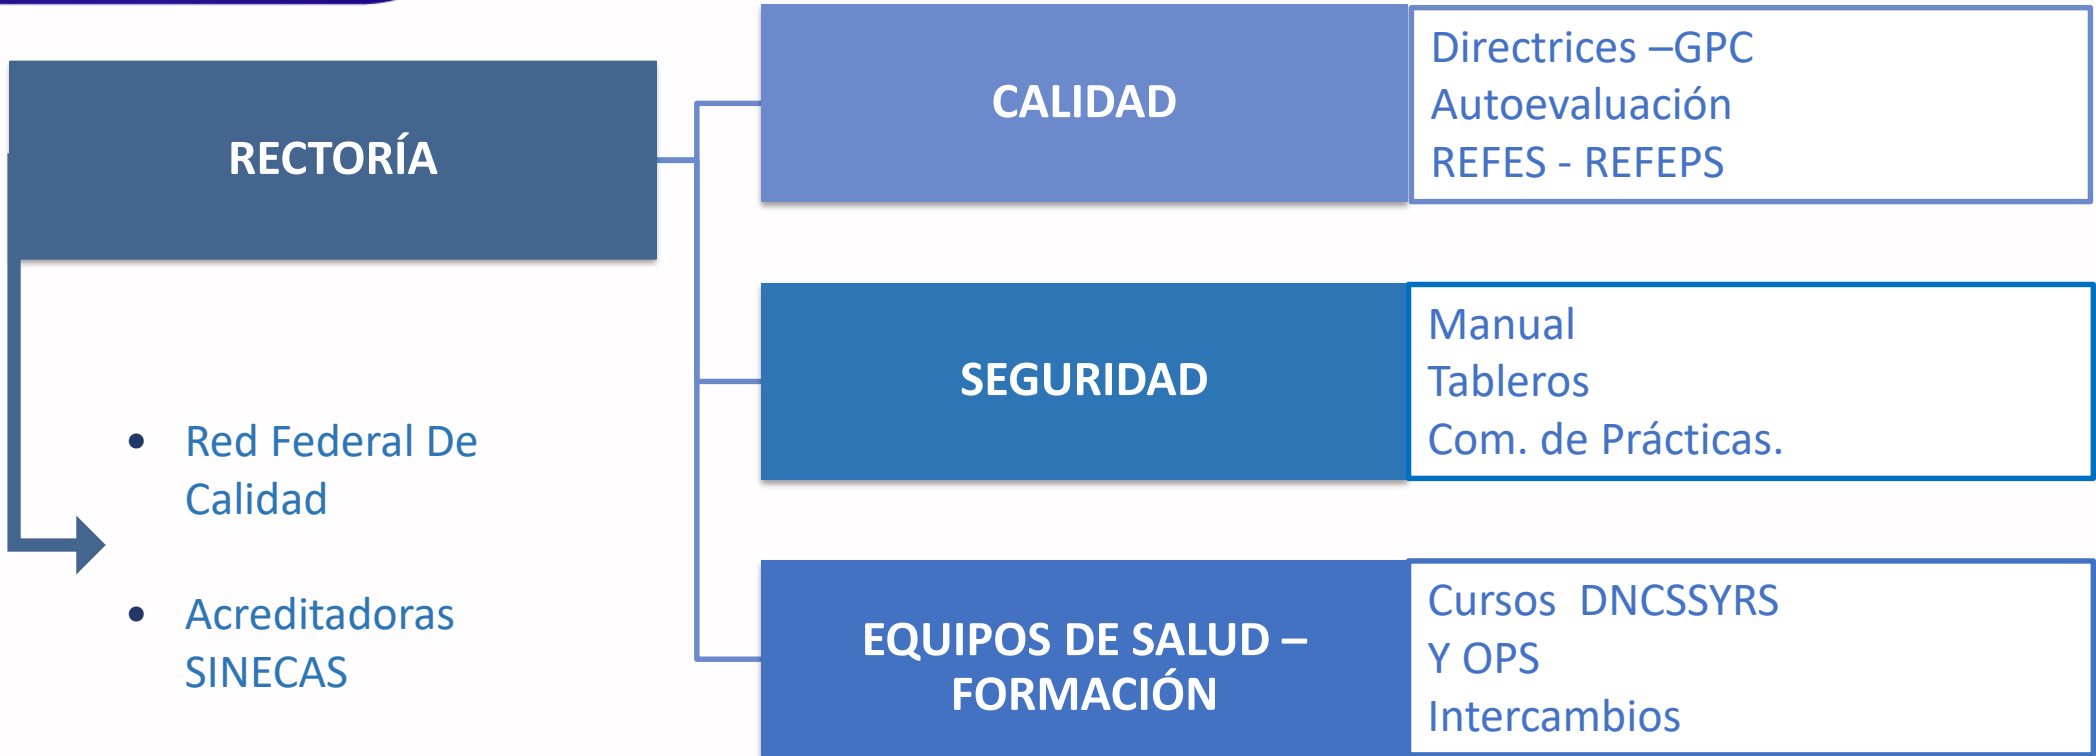 RECTORÍA
• Red Federal De
Calidad
• Acreditadoras
SINECAS
CALIDAD
Directrices –GPC
Autoevaluación
REFES - REFEPS
SEGURIDAD
Manual
Tableros
Com. de Prácticas.
EQUIPOS DE SALUD –
FORMACIÓN
Cursos  DNCSSYRS
Y OPS
Intercambios